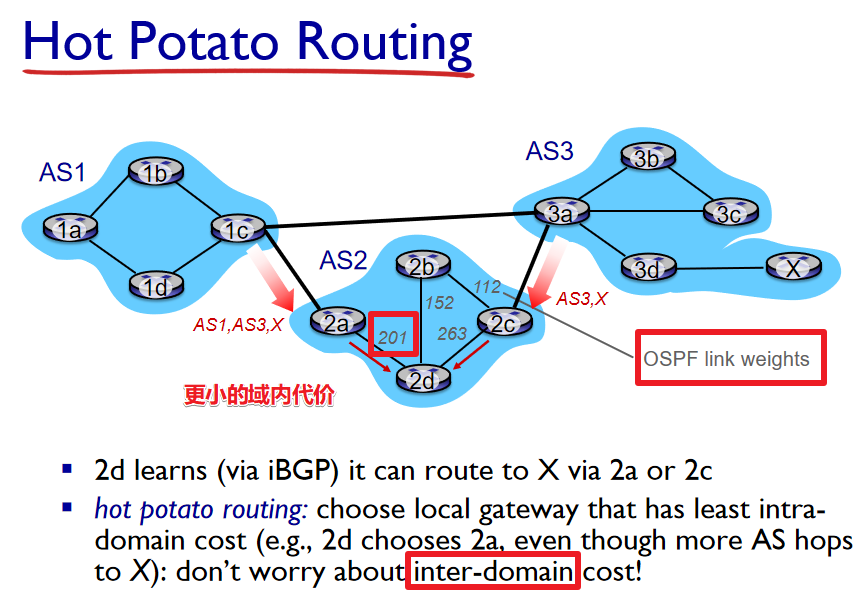 Hot Potato Routing
AS1
1b
1a
1c
1d
AS3
3b
3a
3c
3d
X
AS2
2b
112
152
2a
2c
201
263
2d
AS1,AS3,X
AS3,X
OSPF link weights
更小的域内代价
▪ 2d learns (via iBGP) it can route to X via 2a or 2c
▪ hot potato routing: choose local gateway that has least intra-
domain cost (e.g., 2d chooses 2a, even though more AS hops
to X): don't worry about inter-domain cost!